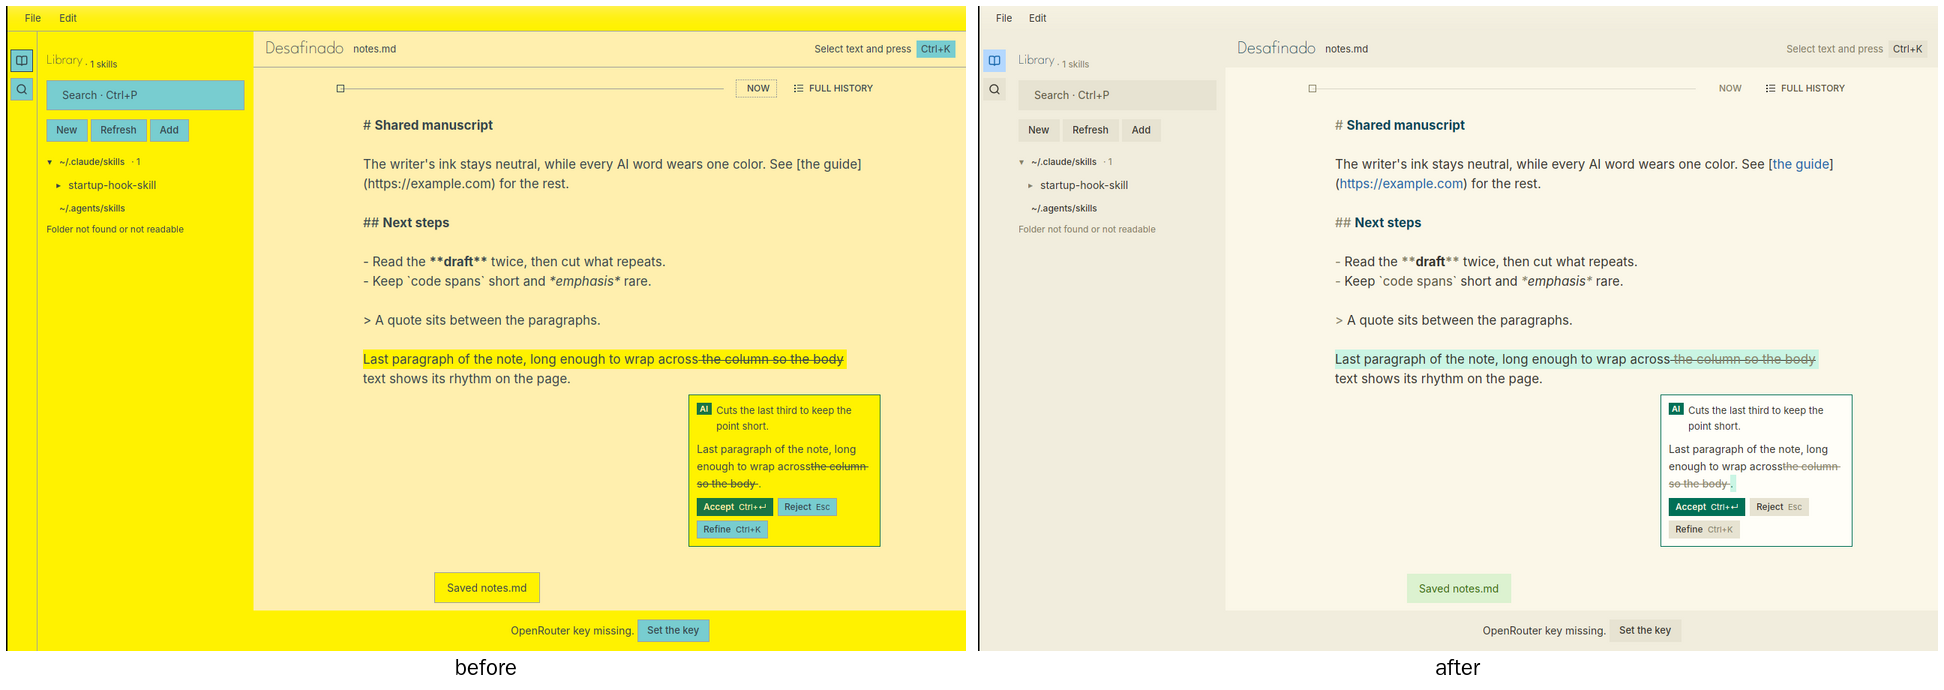 File Edit
Library · 1 skills
Search · Ctrl+P
New Refresh Add
▾ ~/.claude/skills · 1
▸ startup-hook-skill
~/.agents/skills
Folder not found or not readable
Desafinado notes.md
Select text and press Ctrl+K
NOW FULL HISTORY
# Shared manuscript
The writer's ink stays neutral, while every AI word wears one color. See [the guide]
(https://example.com) for the rest.
## Next steps
- Read the **draft** twice, then cut what repeats.
- Keep `code spans` short and *emphasis* rare.
> A quote sits between the paragraphs.
Last paragraph of the note, long enough to wrap across the column so the body
text shows its rhythm on the page.
AI Cuts the last third to keep the
point short.
Last paragraph of the note, long
enough to wrap acrossthe column
so the body .
Accept Ctrl+↵ Reject Esc
Refine Ctrl+K
Saved notes.md
OpenRouter key missing. Set the key
before
File Edit
Library · 1 skills
Search · Ctrl+P
New Refresh Add
▾ ~/.claude/skills · 1
▸ startup-hook-skill
~/.agents/skills
Folder not found or not readable
Desafinado notes.md
Select text and press Ctrl+K
NOW FULL HISTORY
# Shared manuscript
The writer's ink stays neutral, while every AI word wears one color. See [the guide]
(https://example.com) for the rest.
## Next steps
- Read the **draft** twice, then cut what repeats.
- Keep `code spans` short and *emphasis* rare.
> A quote sits between the paragraphs.
Last paragraph of the note, long enough to wrap across the column so the body
text shows its rhythm on the page.
AI Cuts the last third to keep the
point short.
Last paragraph of the note, long
enough to wrap acrossthe column
so the body .
Accept Ctrl+↵ Reject Esc
Refine Ctrl+K
Saved notes.md
OpenRouter key missing. Set the key
after